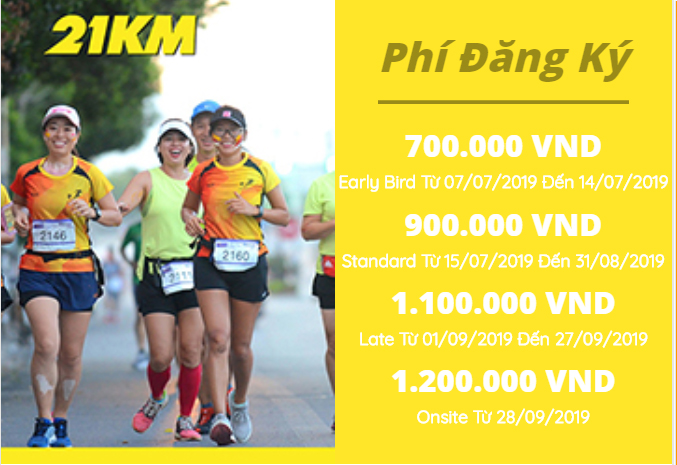 21KM
Phí Đăng Ký
700.000 VND
Early Bird Từ 07/07/2019 Đến 14/07/2019
900.000 VND
Standard Từ 15/07/2019 Đến 31/08/2019
1.100.000 VND
Late Từ 01/09/2019 Đến 27/09/2019
1.200.000 VND
Onsite Từ 28/09/2019
2146
2160